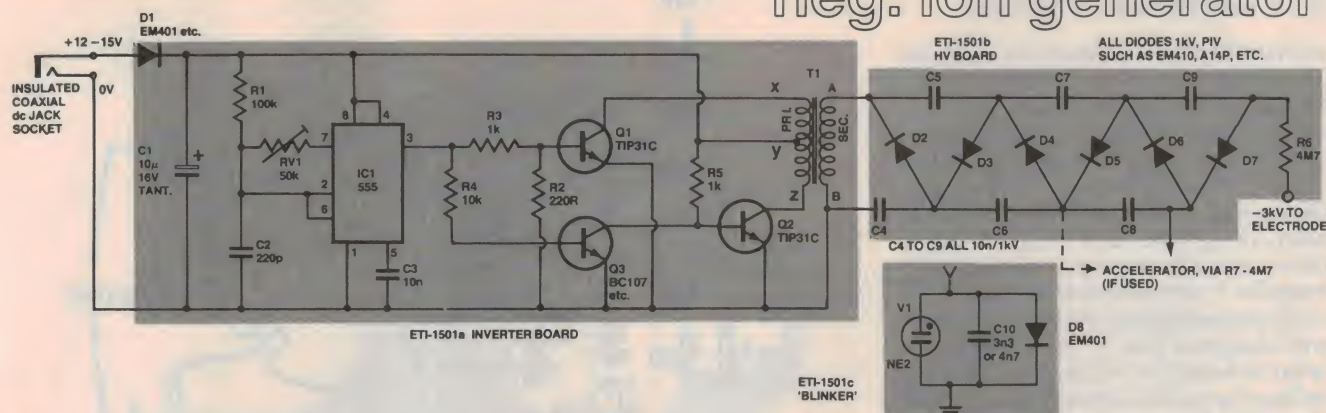 neg. ion generator
D1
EM401 etc.
+12 –15V
INSULATED
COAXIAL
dc JACK
SOCKET
0V
C1
10µ
16V
TANT.
+
R1
100k
RV1
50k
C2
220p
8
4
7
3
2
6
1
5
IC1
555
C3
10n
R3
1k
R4
10k
R2
220R
Q1
TIP31C
Q3
BC107
etc.
R5
1k
Q2
TIP31C
T1
X
PRI.
y
Z
A
SEC.
B
ETI-1501a INVERTER BOARD
ETI-1501b
HV BOARD
ALL DIODES 1kV, PIV
SUCH AS EM410, A14P, ETC.
C5
C7
C9
D2
D3
D4
D5
D6
D7
R6
4M7
C4
C6
C8
–3kV TO
ELECTRODE
C4 TO C9 ALL 10n/1kV
ACCELERATOR, VIA R7 - 4M7
(IF USED)
V1
NE2
C10
3n3
or 4n7
D8
EM401
ETI-1501c
'BLINKER'